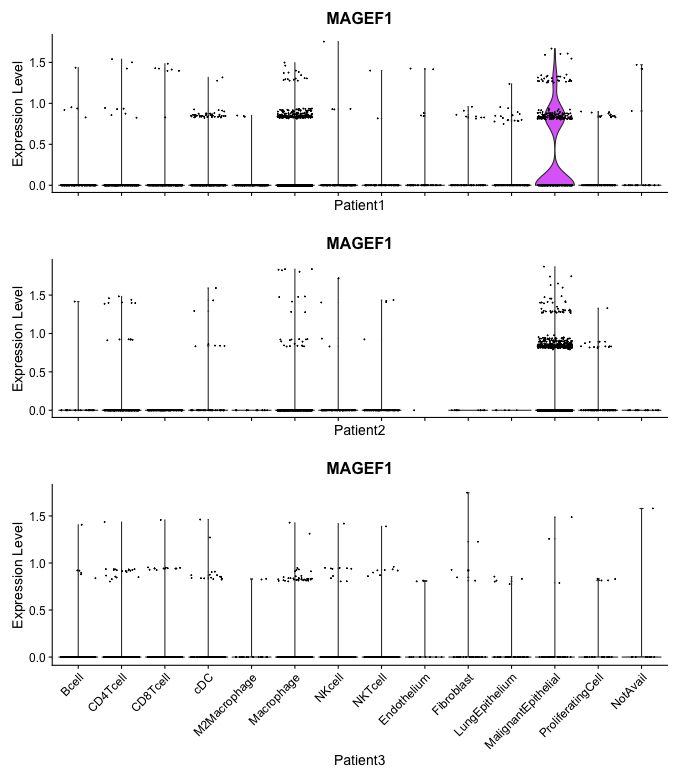 MAGEF1
Expression Level
1.5
1.0
0.5
0.0
Patient1
MAGEF1
Expression Level
1.5
1.0
0.5
0.0
Patient2
MAGEF1
Expression Level
1.5
1.0
0.5
0.0
Bcell
CD4Tcell
CD8Tcell
cDC
M2Macrophage
Macrophage
NKcell
NKTcell
Endothelium
Fibroblast
LungEpithelium
MalignantEpithelial
ProliferatingCell
NotAvail
Patient3